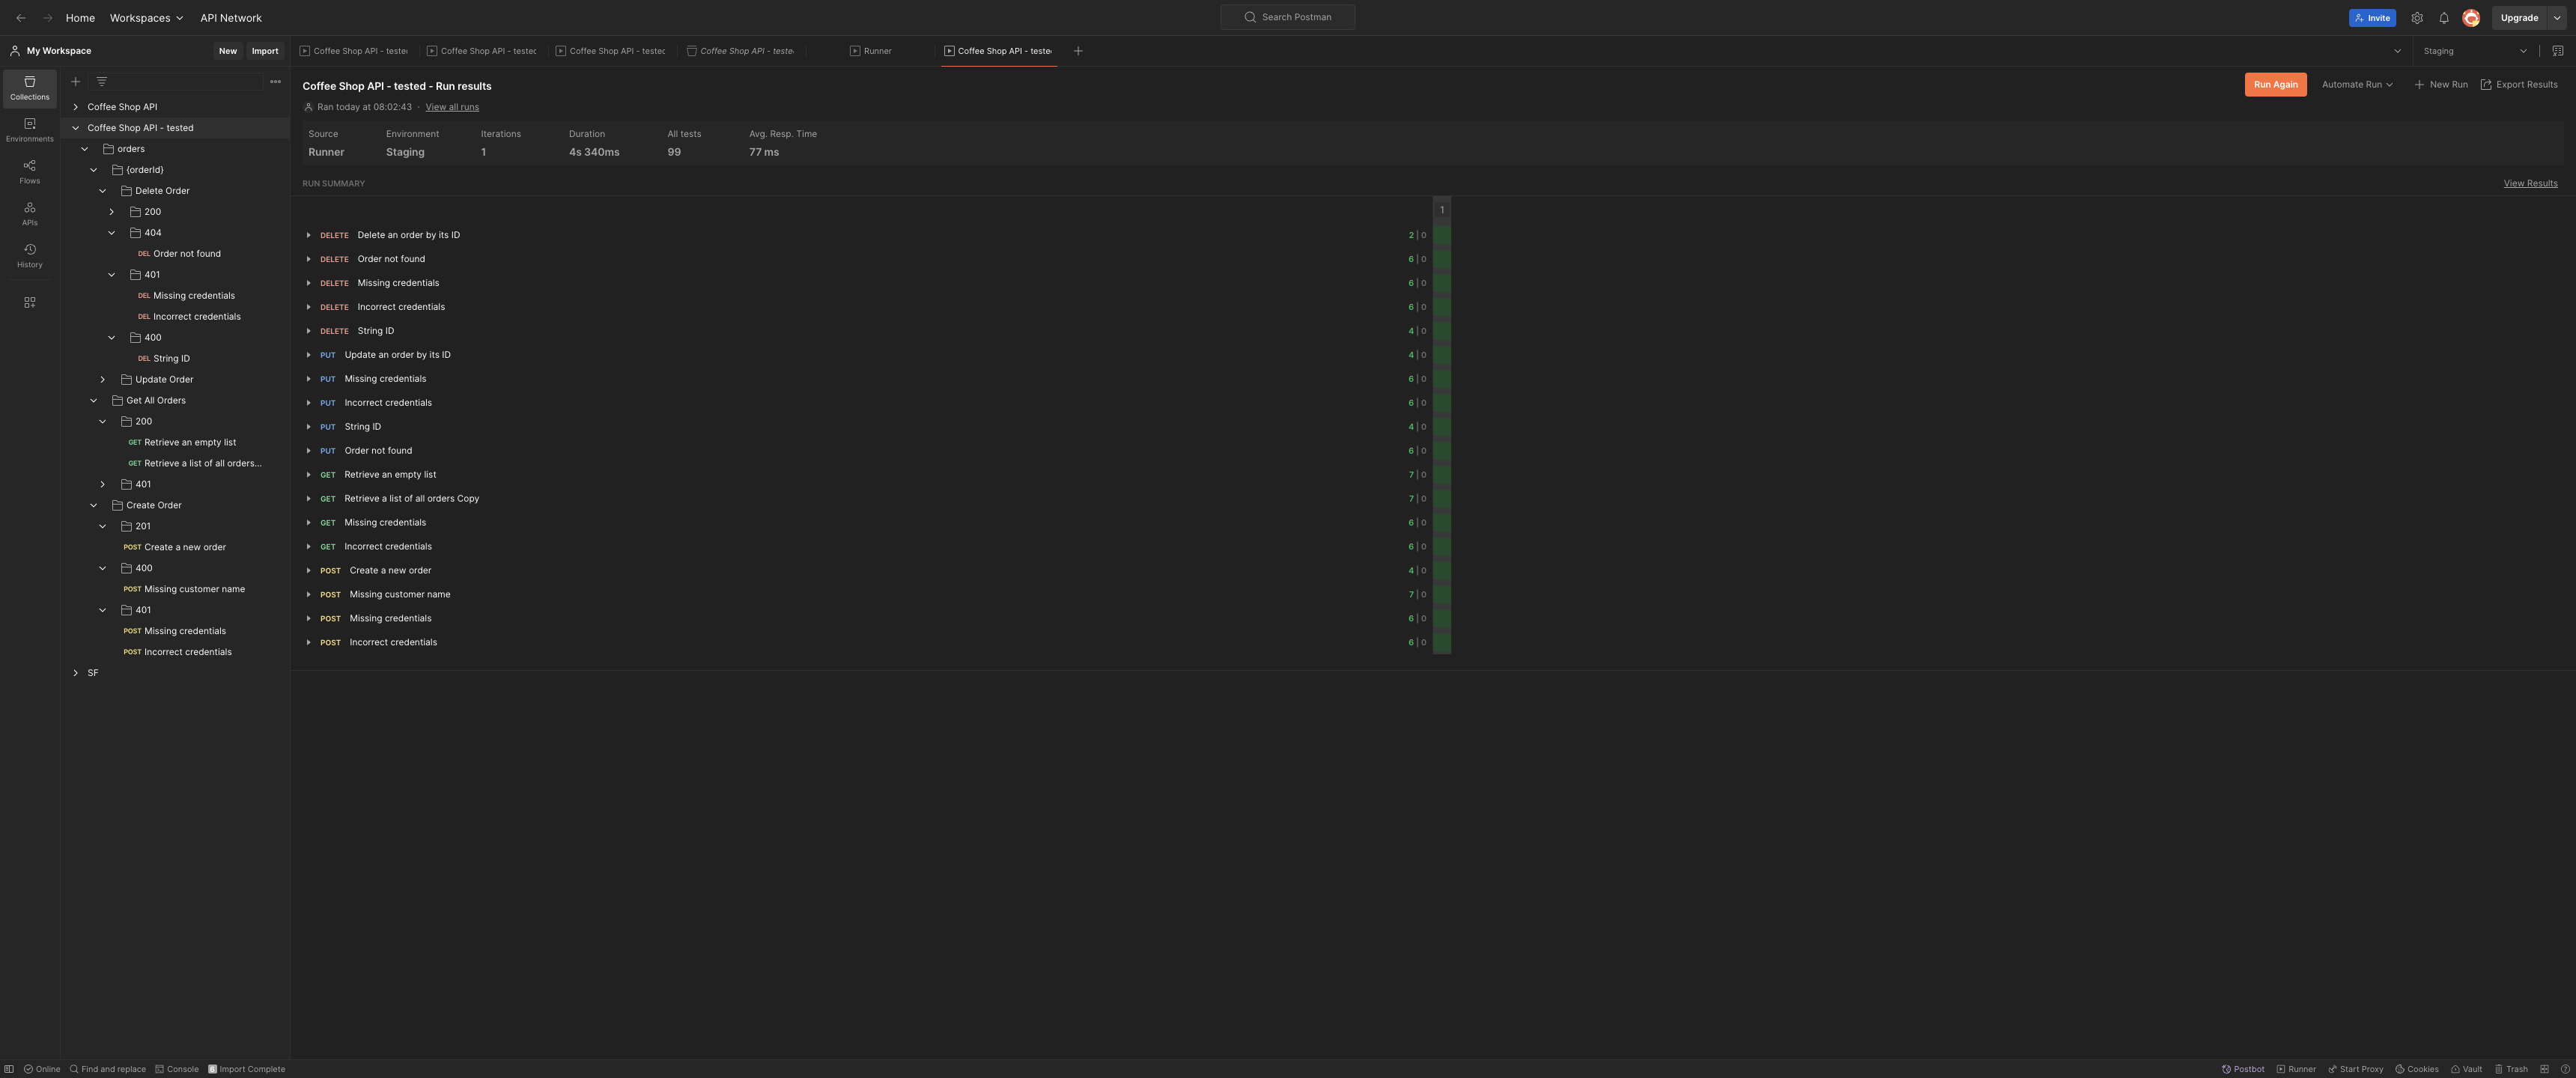 Home Workspaces API Network Search Postman Invite Upgrade
My Workspace New Import Coffee Shop API - teste Coffee Shop API - tested Coffee Shop API - tested Coffee Shop API - teste Runner Coffee Shop API - teste Staging
Collections
Environments
Flows
APIs
History
Coffee Shop API
Coffee Shop API - tested
orders
{orderId}
Delete Order
200
404
DEL Order not found
401
DEL Missing credentials
DEL Incorrect credentials
400
DEL String ID
Update Order
Get All Orders
200
GET Retrieve an empty list
GET Retrieve a list of all orders...
401
Create Order
201
POST Create a new order
400
POST Missing customer name
401
POST Missing credentials
POST Incorrect credentials
SF
Coffee Shop API - tested - Run results Run Again Automate Run New Run Export Results
Ran today at 08:02:43 · View all runs
Source Environment Iterations Duration All tests Avg. Resp. Time
Runner Staging 1 4s 340ms 99 77 ms
RUN SUMMARY View Results
1
DELETE Delete an order by its ID 2 | 0
DELETE Order not found 6 | 0
DELETE Missing credentials 6 | 0
DELETE Incorrect credentials 6 | 0
DELETE String ID 4 | 0
PUT Update an order by its ID 4 | 0
PUT Missing credentials 6 | 0
PUT Incorrect credentials 6 | 0
PUT String ID 4 | 0
PUT Order not found 6 | 0
GET Retrieve an empty list 7 | 0
GET Retrieve a list of all orders Copy 7 | 0
GET Missing credentials 6 | 0
GET Incorrect credentials 6 | 0
POST Create a new order 4 | 0
POST Missing customer name 7 | 0
POST Missing credentials 6 | 0
POST Incorrect credentials 6 | 0
Online Find and replace Console Import Complete Postbot Runner Start Proxy Cookies Vault Trash